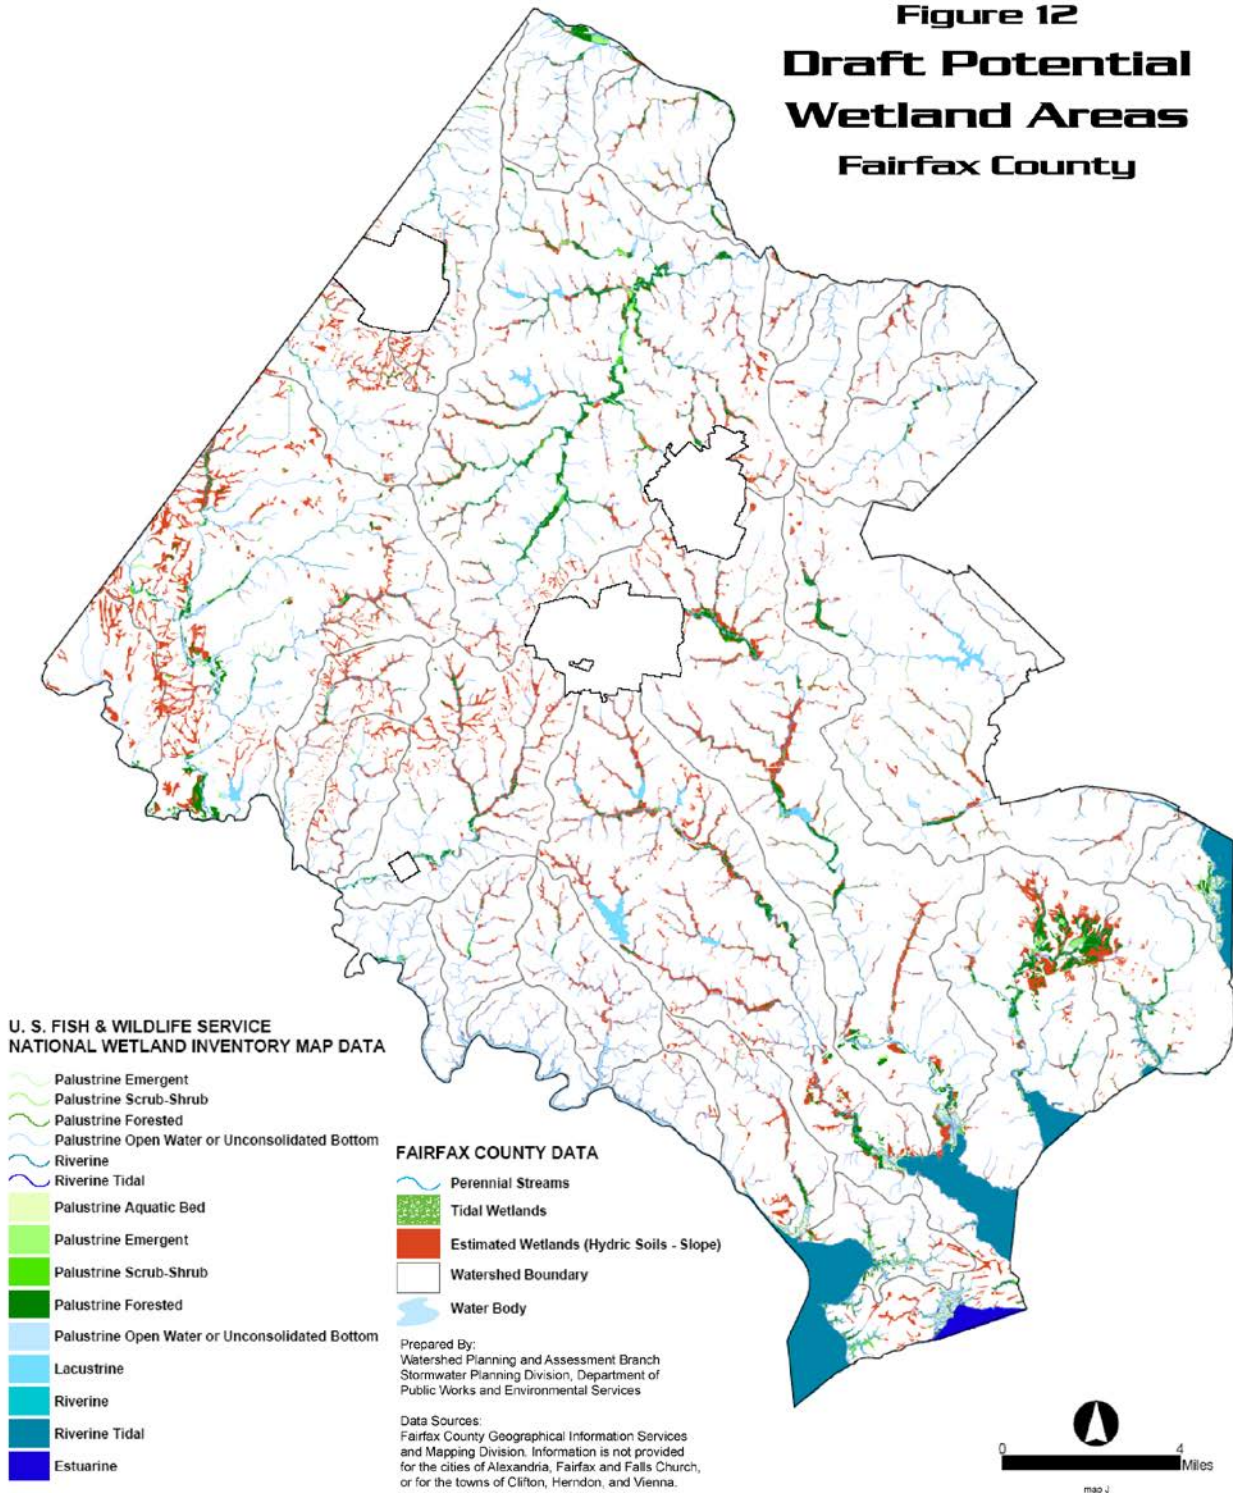 Figure 12
Draft Potential
Wetland Areas
Fairfax County
U. S. FISH & WILDLIFE SERVICE
NATIONAL WETLAND INVENTORY MAP DATA
Palustrine Emergent
Palustrine Scrub-Shrub
Palustrine Forested
Palustrine Open Water or Unconsolidated Bottom
Riverine
Riverine Tidal
Palustrine Aquatic Bed
Palustrine Emergent
Palustrine Scrub-Shrub
Palustrine Forested
Palustrine Open Water or Unconsolidated Bottom
Lacustrine
Riverine
Riverine Tidal
Estuarine
FAIRFAX COUNTY DATA
Perennial Streams
Tidal Wetlands
Estimated Wetlands (Hydric Soils - Slope)
Watershed Boundary
Water Body
Prepared By:
Watershed Planning and Assessment Branch
Stormwater Planning Division, Department of
Public Works and Environmental Services
Data Sources:
Fairfax County Geographical Information Services
and Mapping Division. Information is not provided
for the cities of Alexandria, Fairfax and Falls Church,
or for the towns of Clifton, Herndon, and Vienna.
0 4
Miles
map J